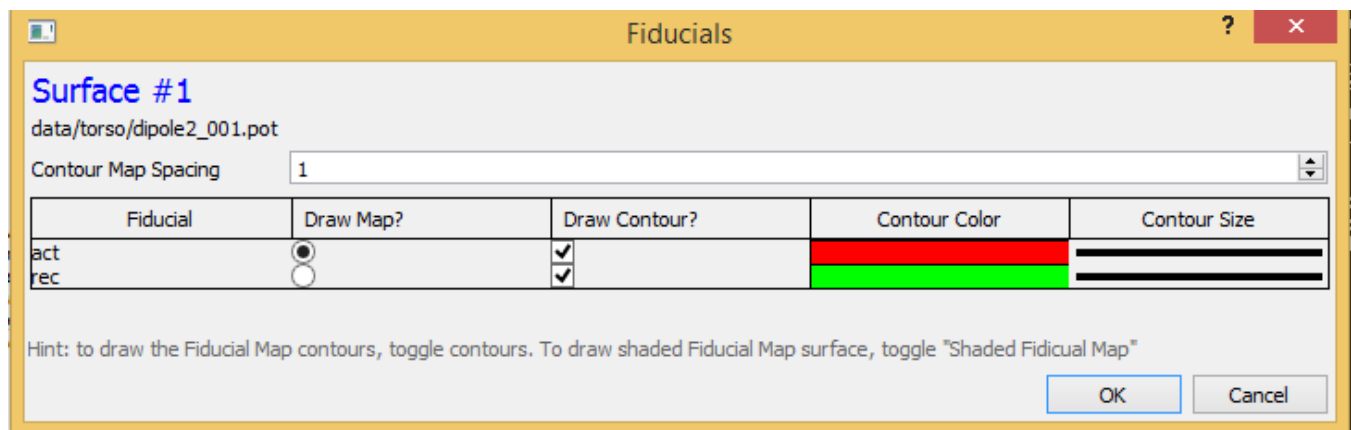 Fiducials
?
Surface #1
data/torso/dipole2_001.pot
Contour Map Spacing 1
Fiducial Draw Map? Draw Contour? Contour Color Contour Size
act
rec
Hint: to draw the Fiducial Map contours, toggle contours. To draw shaded Fiducial Map surface, toggle "Shaded Fidicual Map"
OK Cancel